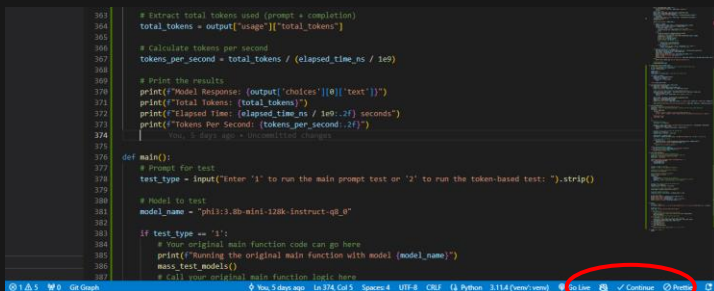 363 # Extract total tokens used (prompt + completion)
364 total_tokens = output["usage"]["total_tokens"]
365
366 # Calculate tokens per second
367 tokens_per_second = total_tokens / (elapsed_time_ns / 1e9)
368
369 # Print the results
370 print(f"Model Response: {output['choices'][0]['text']}")
371 print(f"Total Tokens: {total_tokens}")
372 print(f"Elapsed Time: {elapsed_time_ns / 1e9:.2f} seconds")
373 print(f"Tokens Per Second: {tokens_per_second:.2f}")
374 You, 5 days ago • Uncommitted changes
375
376 def main():
377 # Prompt for test
378 test_type = input("Enter '1' to run the main prompt test or '2' to run the token-based test: ").strip()
379
380 # Model to test
381 model_name = "phi3:3.8b-mini-128k-instruct-q8_0"
382
383 if test_type == '1':
384 # Your original main function code can go here
385 print(f"Running the original main function with model {model_name}")
386 mass_test_models()
387 # Call your original main function logic here
1 5 0 Git Graph You, 5 days ago Ln 374, Col 5 Spaces: 4 UTF-8 CRLF Python 3.11.4 ('venv': venv) Go Live Continue Prettier